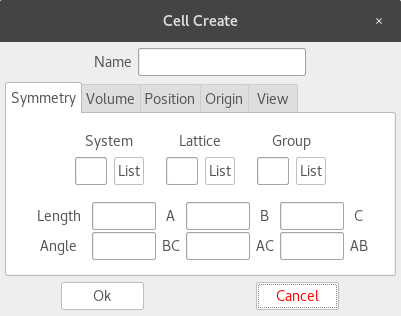 Cell Create ×
Name
Symmetry Volume Position Origin View
System Lattice Group
List List List
Length A B C
Angle BC AC AB
Ok Cancel